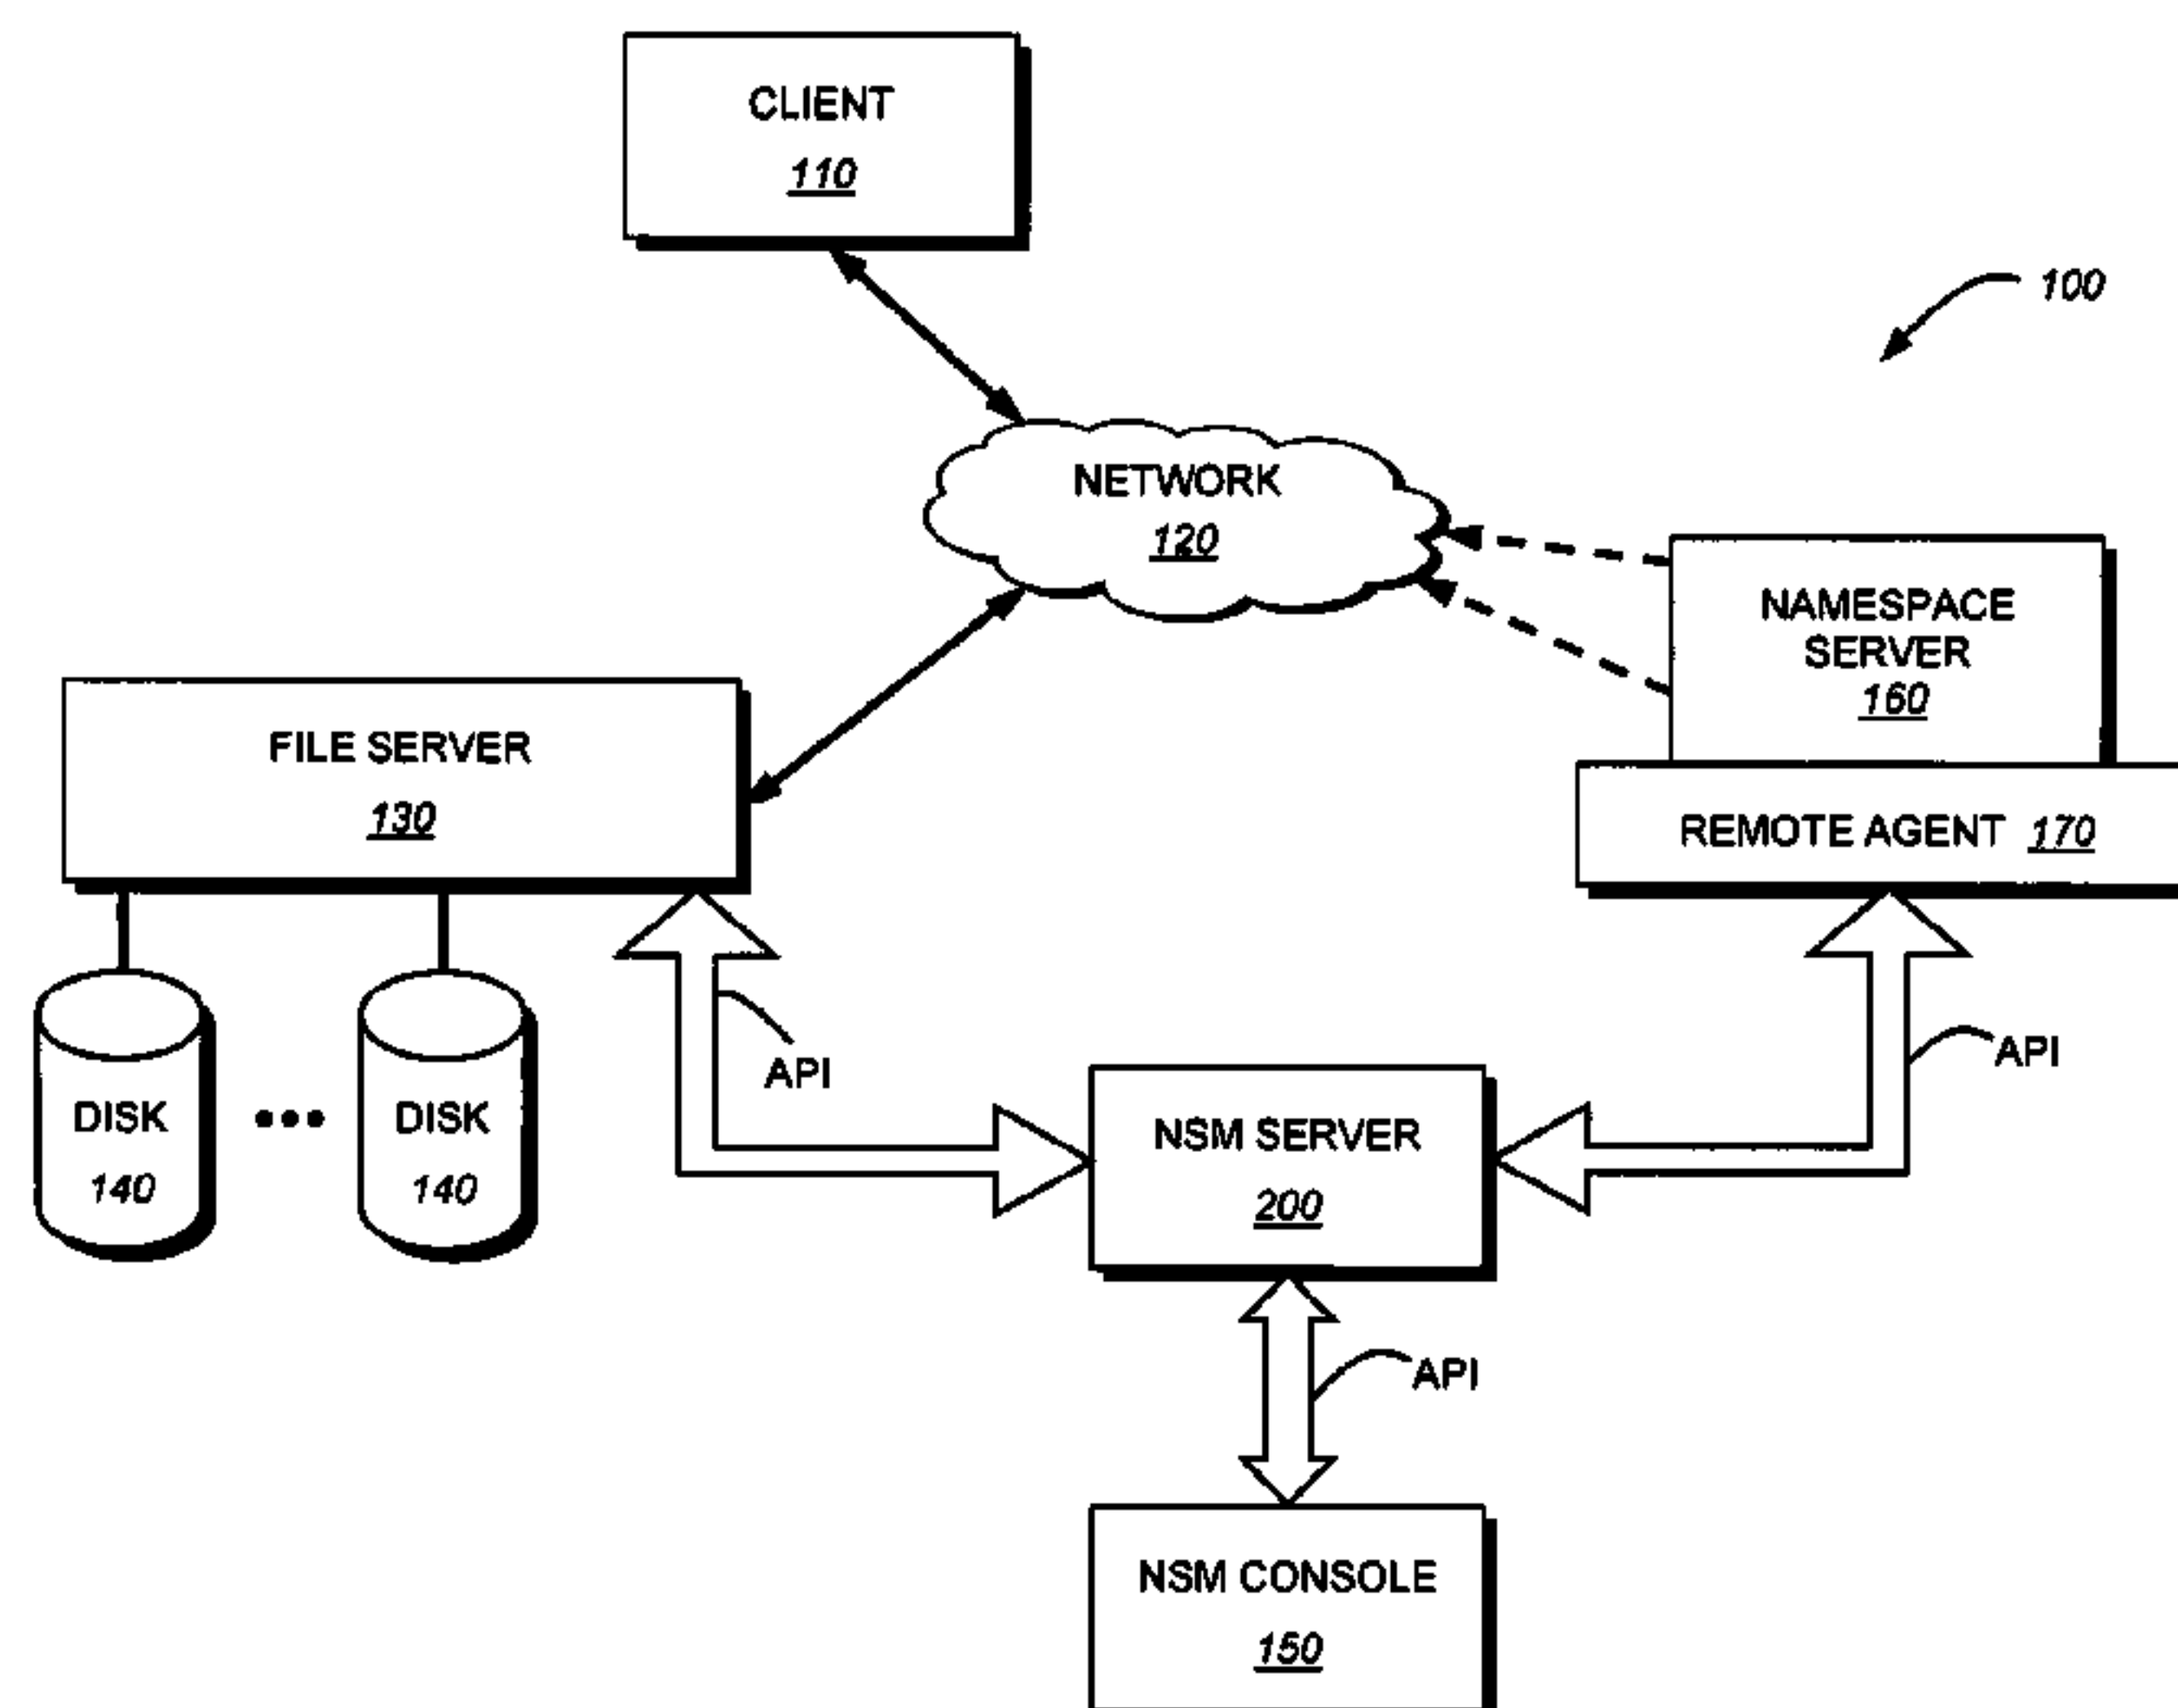 CLIENT
110
100
NETWORK
120
NAMESPACE
SERVER
160
FILE SERVER
130
REMOTE AGENT 170
API
API
DISK
140
DISK
140
NSM SERVER
200
API
NSM CONSOLE
150